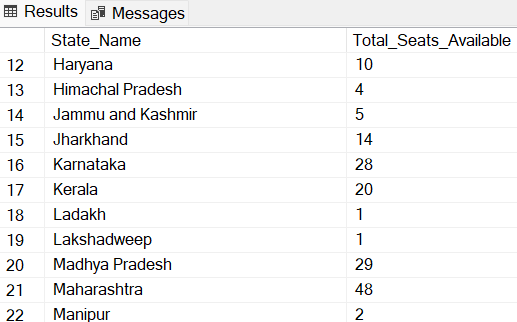 Results Messages
State_Name Total_Seats_Available
12 Haryana 10
13 Himachal Pradesh 4
14 Jammu and Kashmir 5
15 Jharkhand 14
16 Karnataka 28
17 Kerala 20
18 Ladakh 1
19 Lakshadweep 1
20 Madhya Pradesh 29
21 Maharashtra 48
22 Manipur 2